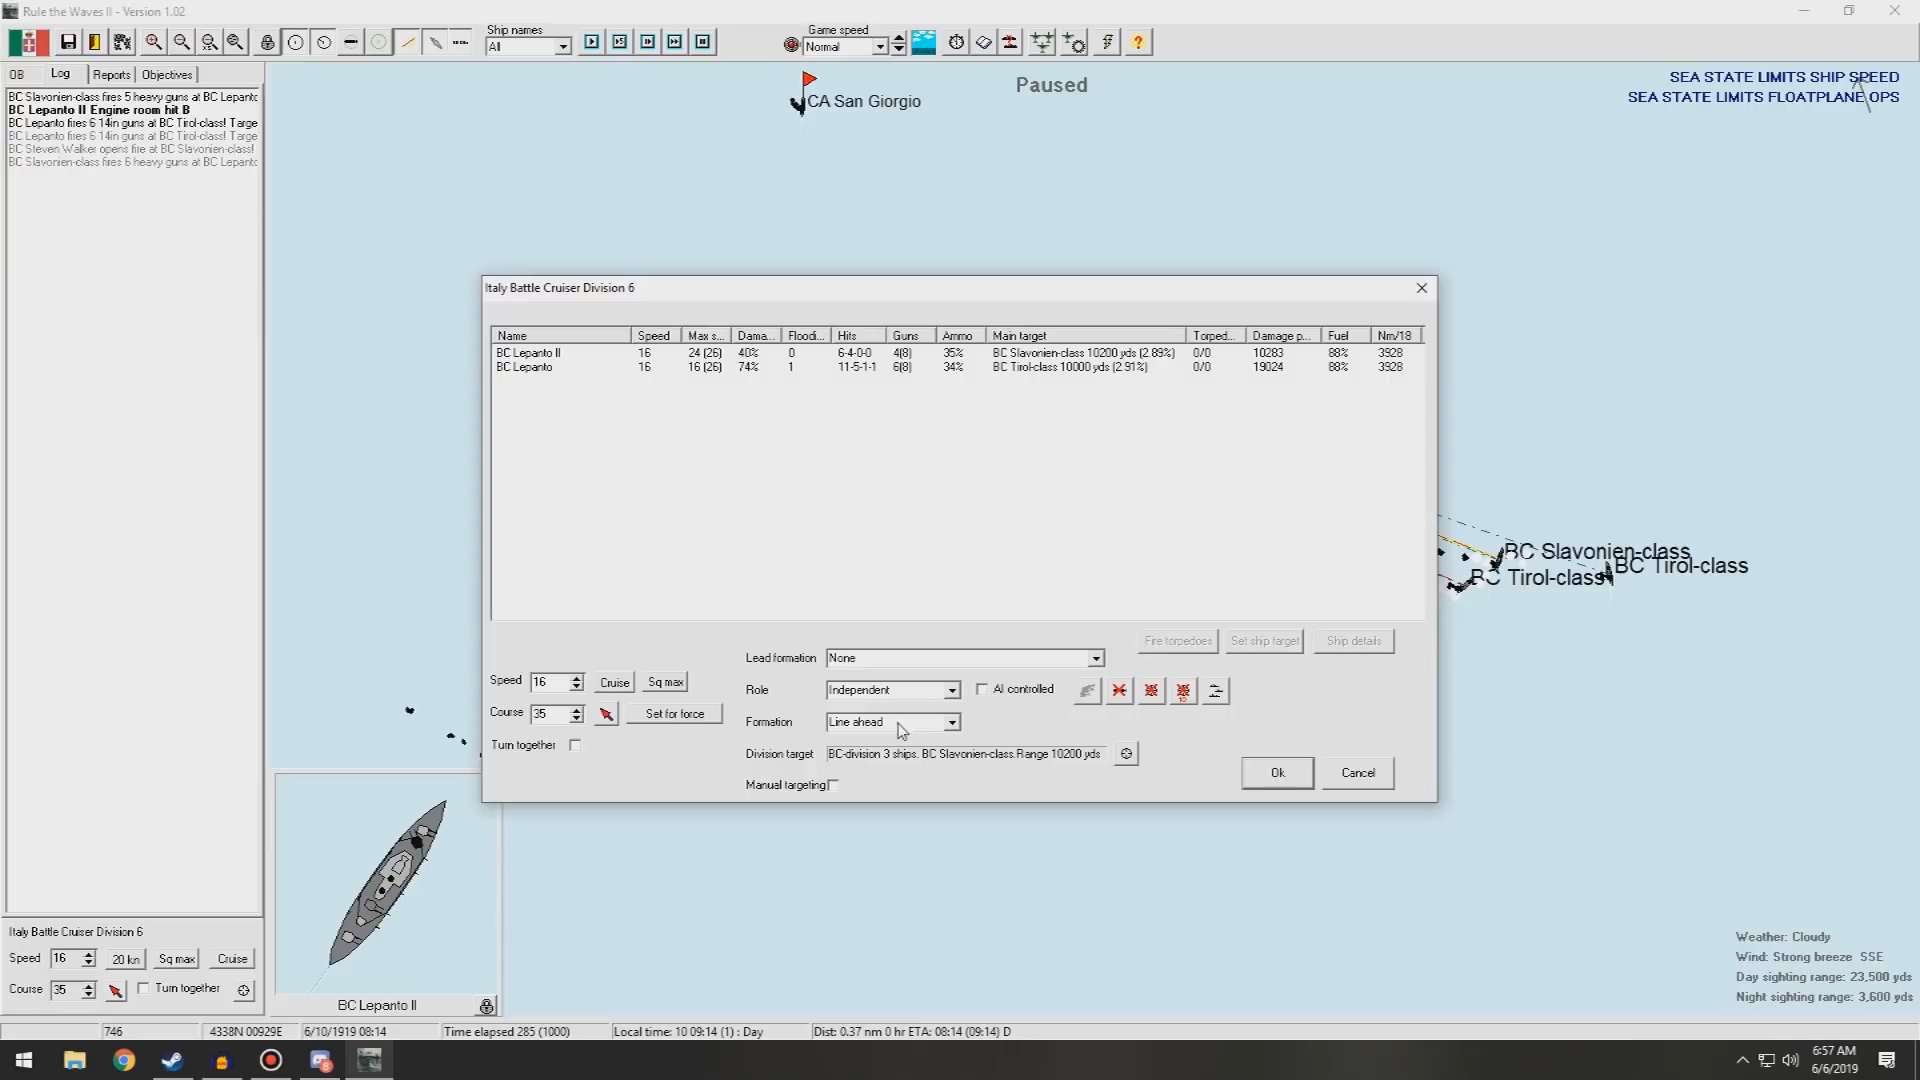 Rule the Waves II - Version 1.02
Ship names
All
Game speed
Normal
OB Log Reports Objectives
BC Slavonien-class fires 5 heavy guns at BC Lepanto
BC Lepanto II Engine room hit B
BC Lepanto fires 6 14in guns at BC Tirol-class! Targe
BC Lepanto fires 6 14in guns at BC Tirol-class! Targe
BC Steven Walker opens fire at BC Slavonien-class!
BC Slavonien-class fires 6 heavy guns at BC Lepanto
CA San Giorgio
Paused
SEA STATE LIMITS SHIP SPEED
SEA STATE LIMITS FLOATPLANE OPS
Italy Battle Cruiser Division 6
Name Speed Max s... Dama... Floodi... Hits Guns Ammo Main target Torped... Damage p... Fuel Nm/18
BC Lepanto II 16 24 (26) 40% 0 6-4-0-0 4(8) 35% BC Slavonien-class 10200 yds (2.89%) 0/0 10283 88% 3928
BC Lepanto 16 16 (26) 74% 1 11-5-1-1 6(8) 34% BC Tirol-class 10000 yds (2.91%) 0/0 19024 88% 3928
BC Slavonien-class
BC Tirol-class
BC Tirol-class
Fire torpedoes Set ship target Ship details
Lead formation None
Speed 16 Cruise Sq max
Role Independent AI controlled
10
Course 35 Set for force
Formation Line ahead
Turn together
Division target BC-division 3 ships. BC Slavonien-class.Range 10200 yds
Manual targeting
Ok Cancel
Italy Battle Cruiser Division 6
Speed 16 20 kn Sq max Cruise
Course 35 Turn together
BC Lepanto II
Weather: Cloudy
Wind: Strong breeze SSE
Day sighting range: 23,500 yds
Night sighting range: 3,600 yds
746 4338N 00929E 6/10/1919 08:14 Time elapsed 285 (1000) Local time: 10 09:14 (1) : Day Dist: 0.37 nm 0 hr ETA: 08:14 (09:14) D
8
6:57 AM
6/6/2019